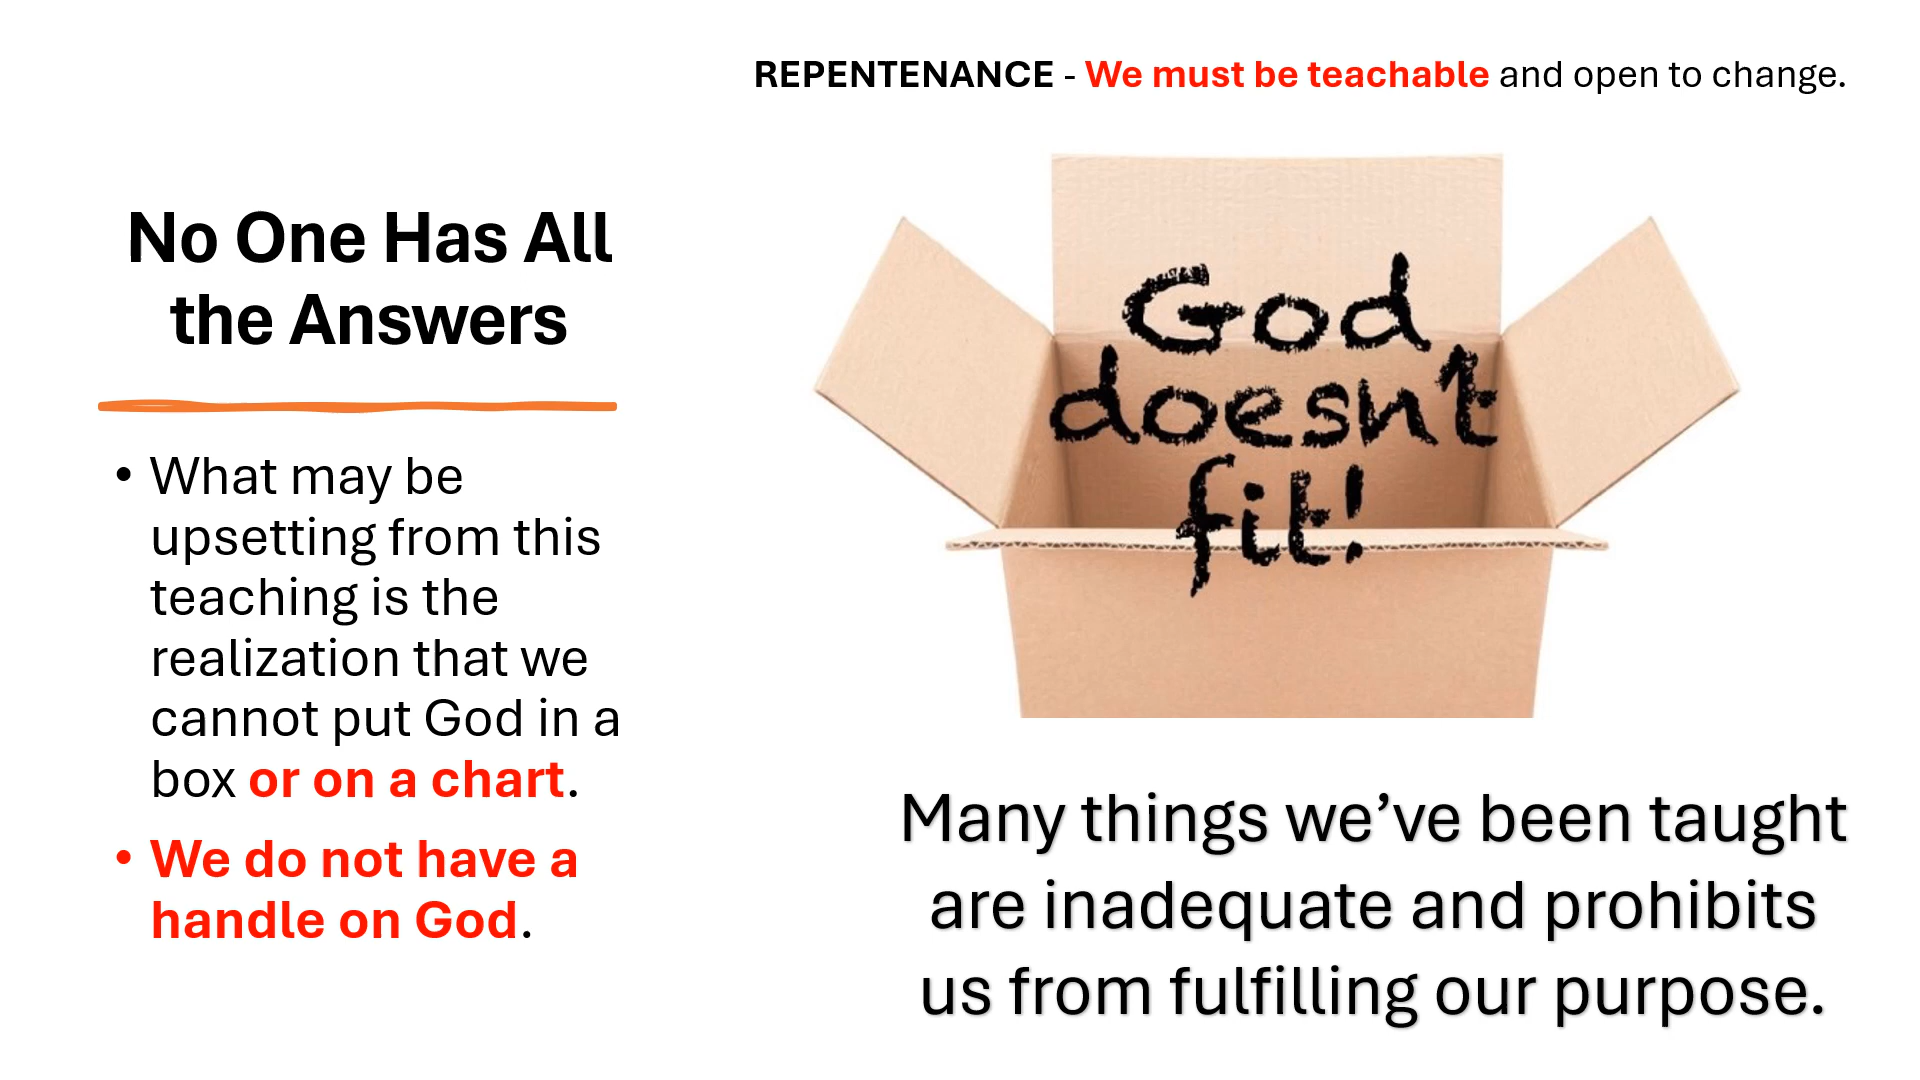 REPENTENANCE - We must be teachable and open to change.
No One Has All
the Answers
• What may be
upsetting from this
teaching is the
realization that we
cannot put God in a
box or on a chart.
• We do not have a
handle on God.
God
doesn't
fit!
Many things we’ve been taught
are inadequate and prohibits
us from fulfilling our purpose.